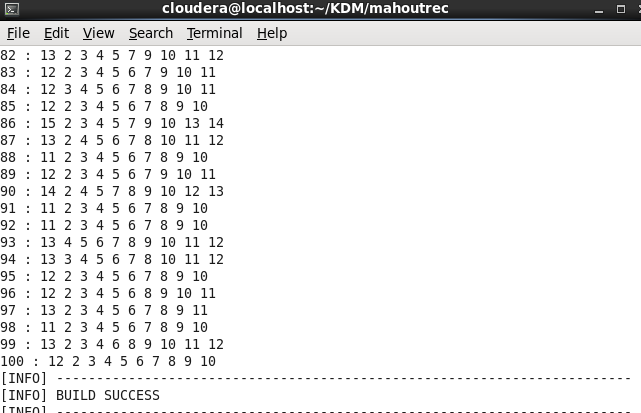 cloudera@localhost:~/KDM/mahoutrec
File Edit View Search Terminal Help
82 : 13 2 3 4 5 7 9 10 11 12
83 : 12 2 3 4 5 6 7 9 10 11
84 : 12 3 4 5 6 7 8 9 10 11
85 : 12 2 3 4 5 6 7 8 9 10
86 : 15 2 3 4 5 7 9 10 13 14
87 : 13 2 4 5 6 7 8 10 11 12
88 : 11 2 3 4 5 6 7 8 9 10
89 : 12 2 3 4 5 6 7 9 10 11
90 : 14 2 4 5 7 8 9 10 12 13
91 : 11 2 3 4 5 6 7 8 9 10
92 : 11 2 3 4 5 6 7 8 9 10
93 : 13 4 5 6 7 8 9 10 11 12
94 : 13 3 4 5 6 7 8 10 11 12
95 : 12 2 3 4 5 6 7 8 9 10
96 : 12 2 3 4 5 6 8 9 10 11
97 : 13 2 3 4 5 6 7 8 9 11
98 : 11 2 3 4 5 6 7 8 9 10
99 : 13 2 3 4 6 8 9 10 11 12
100 : 12 2 3 4 5 6 7 8 9 10
[INFO] ------------------------------------------------------------------------
[INFO] BUILD SUCCESS
[INFO] ------------------------------------------------------------------------